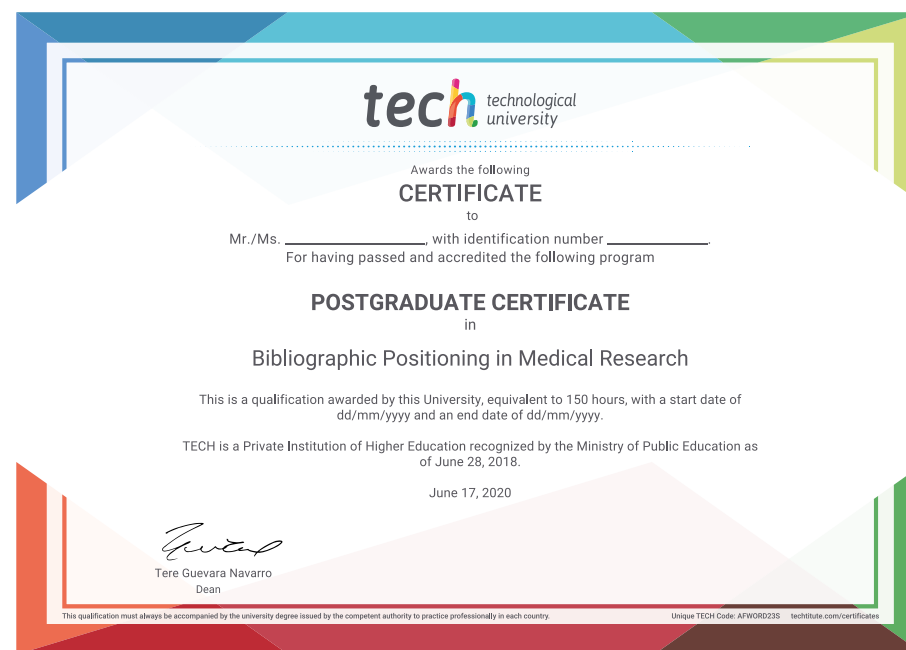 tech technological
university
Awards the following
CERTIFICATE
to
Mr./Ms. ____________________, with identification number ______________.
For having passed and accredited the following program
POSTGRADUATE CERTIFICATE
in
Bibliographic Positioning in Medical Research
This is a qualification awarded by this University, equivalent to 150 hours, with a start date of
dd/mm/yyyy and an end date of dd/mm/yyyy.
TECH is a Private Institution of Higher Education recognized by the Ministry of Public Education as
of June 28, 2018.
June 17, 2020
Tere Guevara Navarro
Dean
This qualification must always be accompanied by the university degree issued by the competent authority to practice professionally in each country. Unique TECH Code: AFWORD23S techtitute.com/certificates